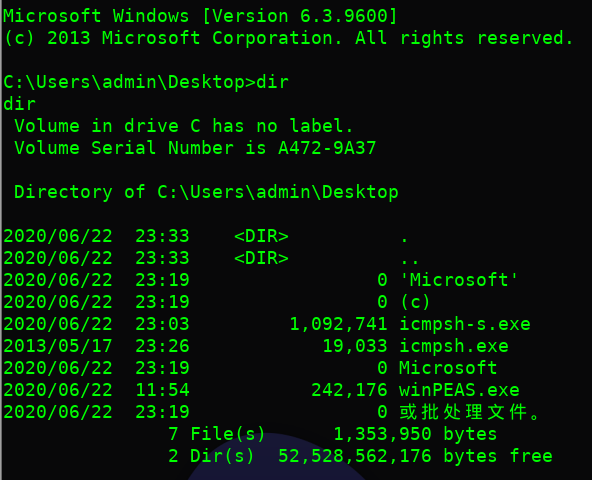 Microsoft Windows [Version 6.3.9600]
(c) 2013 Microsoft Corporation. All rights reserved.
C:\Users\admin\Desktop>dir
dir
 Volume in drive C has no label.
 Volume Serial Number is A472-9A37
 Directory of C:\Users\admin\Desktop
2020/06/22  23:33    <DIR>          .
2020/06/22  23:33    <DIR>          ..
2020/06/22  23:19                 0 'Microsoft'
2020/06/22  23:19                 0 (c)
2020/06/22  23:03         1,092,741 icmpsh-s.exe
2013/05/17  23:26            19,033 icmpsh.exe
2020/06/22  23:19                 0 Microsoft
2020/06/22  11:54           242,176 winPEAS.exe
2020/06/22  23:19                 0 或批处理文件。
               7 File(s)      1,353,950 bytes
               2 Dir(s)  52,528,562,176 bytes free